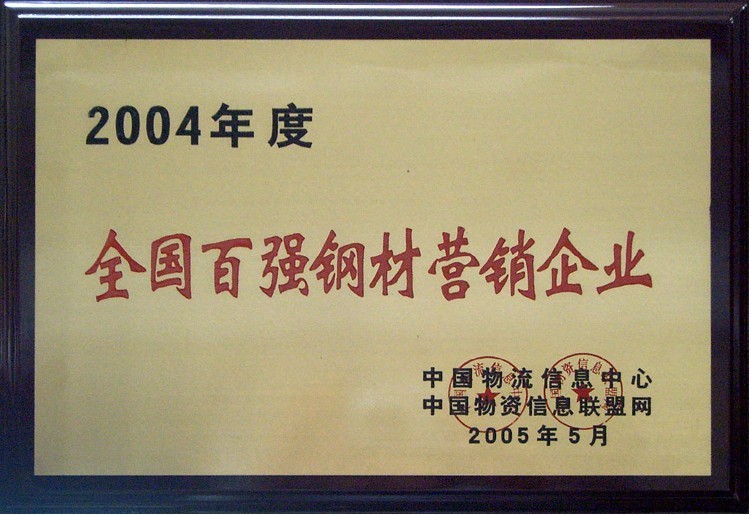 2004年度
全国百强钢材营销企业
中国物流信息中心
中国物资信息联盟网
2005年5月